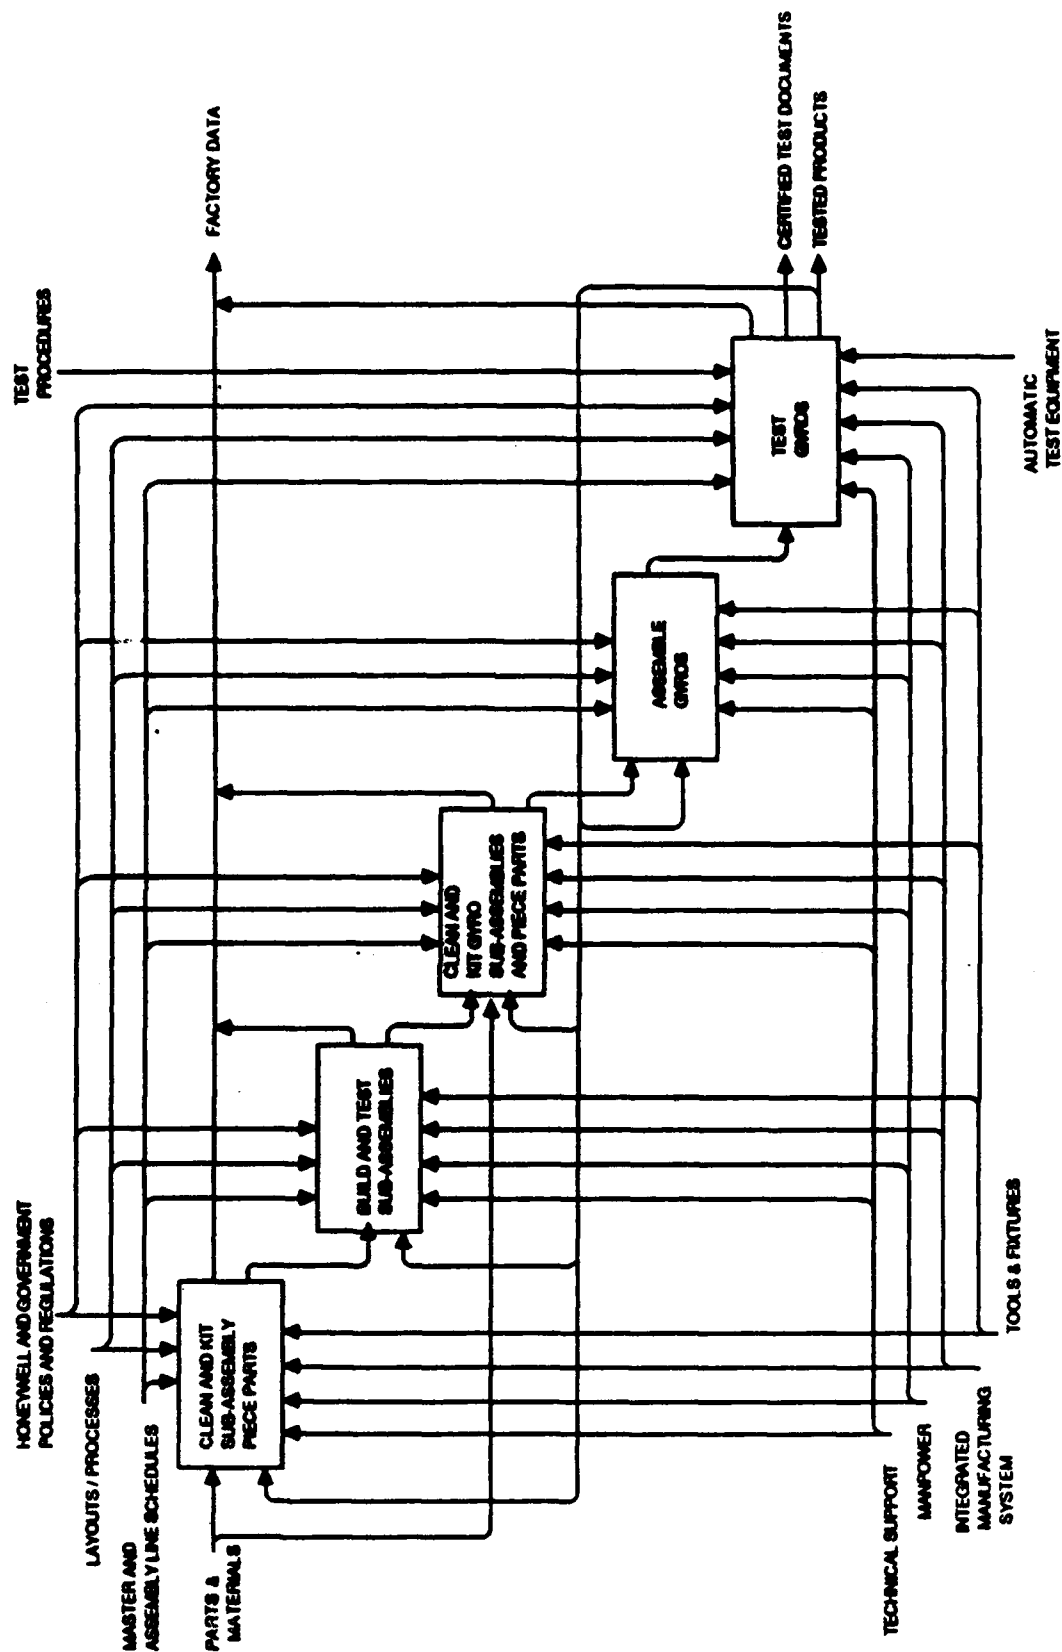 HONEYWELL AND GOVERNMENT
POLICIES AND REGULATIONS
LAYOUTS / PROCESSES
MASTER AND
ASSEMBLY LINE SCHEDULES
PARTS &
MATERIALS
TEST
PROCEDURES
FACTORY DATA
CLEAN AND KIT
SUB-ASSEMBLY
PIECE PARTS
BUILD AND TEST
SUB-ASSEMBLIES
CLEAN AND
KIT GYRO
SUB-ASSEMBLIES
AND PIECE PARTS
ASSEMBLE
GYROS
TEST
GYROS
CERTIFIED TEST DOCUMENTS
TESTED PRODUCTS
TECHNICAL SUPPORT
MANPOWER
INTEGRATED
MANUFACTURING
SYSTEM
TOOLS & FIXTURES
AUTOMATIC
TEST EQUIPMENT